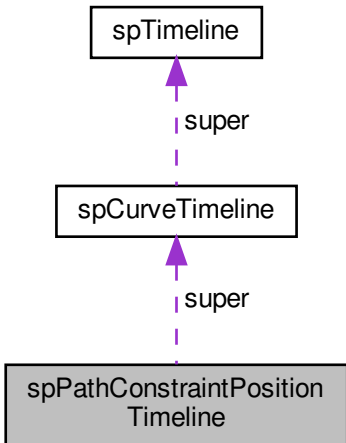 spTimeline
super
spCurveTimeline
super
spPathConstraintPosition
Timeline